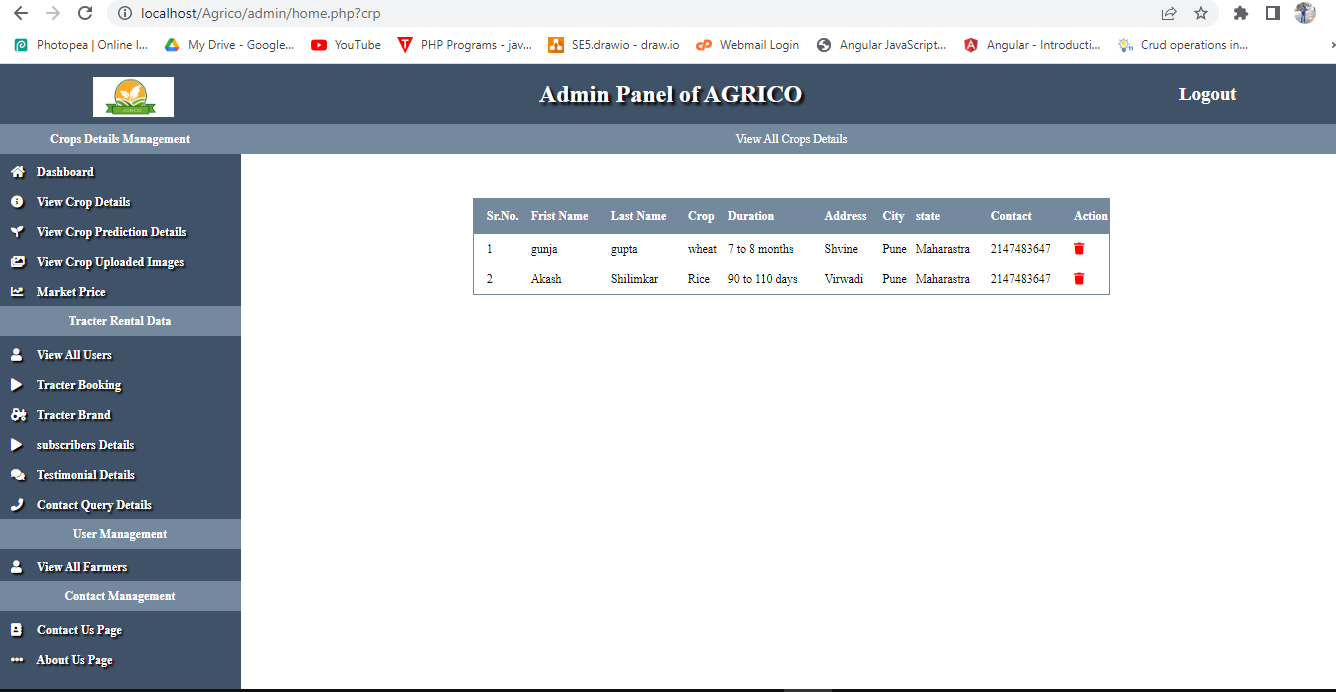 localhost/Agrico/admin/home.php?crp
Photopea | Online I... My Drive - Google... YouTube PHP Programs - jav... SE5.drawio - draw.io Webmail Login Angular JavaScript... Angular - Introducti... Crud operations in...
AGRICO
Admin Panel of AGRICO
Logout
Crops Details Management
View All Crops Details
Dashboard
View Crop Details
View Crop Prediction Details
View Crop Uploaded Images
Market Price
Tracter Rental Data
View All Users
Tracter Booking
Tracter Brand
subscribers Details
Testimonial Details
Contact Query Details
User Management
View All Farmers
Contact Management
Contact Us Page
About Us Page
Sr.No. Frist Name Last Name Crop Duration Address City state Contact Action
1 gunja gupta wheat 7 to 8 months Shvine Pune Maharastra 2147483647
2 Akash Shilimkar Rice 90 to 110 days Virwadi Pune Maharastra 2147483647